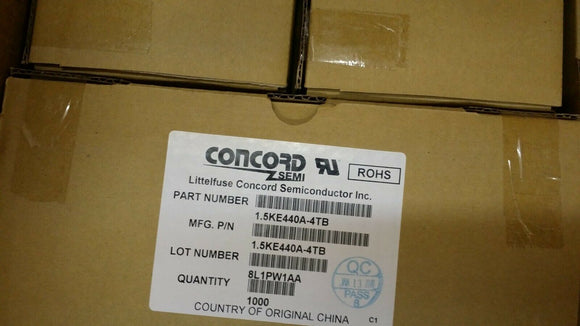 CONCORD
SEMI
ROHS
Littelfuse Concord Semiconductor Inc.
PART NUMBER
1.5KE440A-4TB
MFG. P/N
1.5KE440A-4TB
LOT NUMBER
8L1PW1AA
QUANTITY
1000
COUNTRY OF ORIGINAL CHINA
C1
QC
PASS